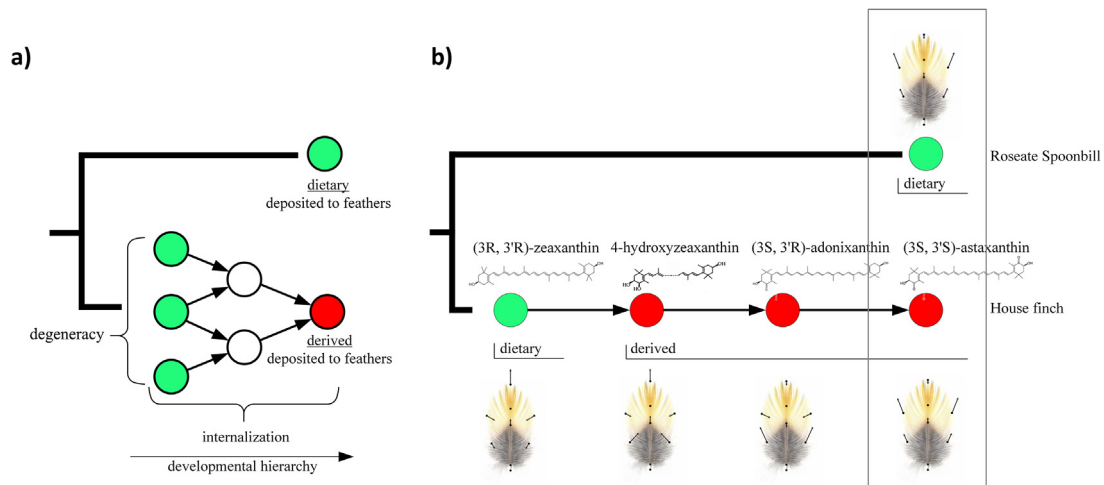 a)
dietary
deposited to feathers
degeneracy
derived
deposited to feathers
internalization
developmental hierarchy
b)
Roseate Spoonbill
dietary
(3R, 3'R)-zeaxanthin
4-hydroxyzeaxanthin
(3S, 3'R)-adonixanthin
(3S, 3'S)-astaxanthin
House finch
dietary
derived